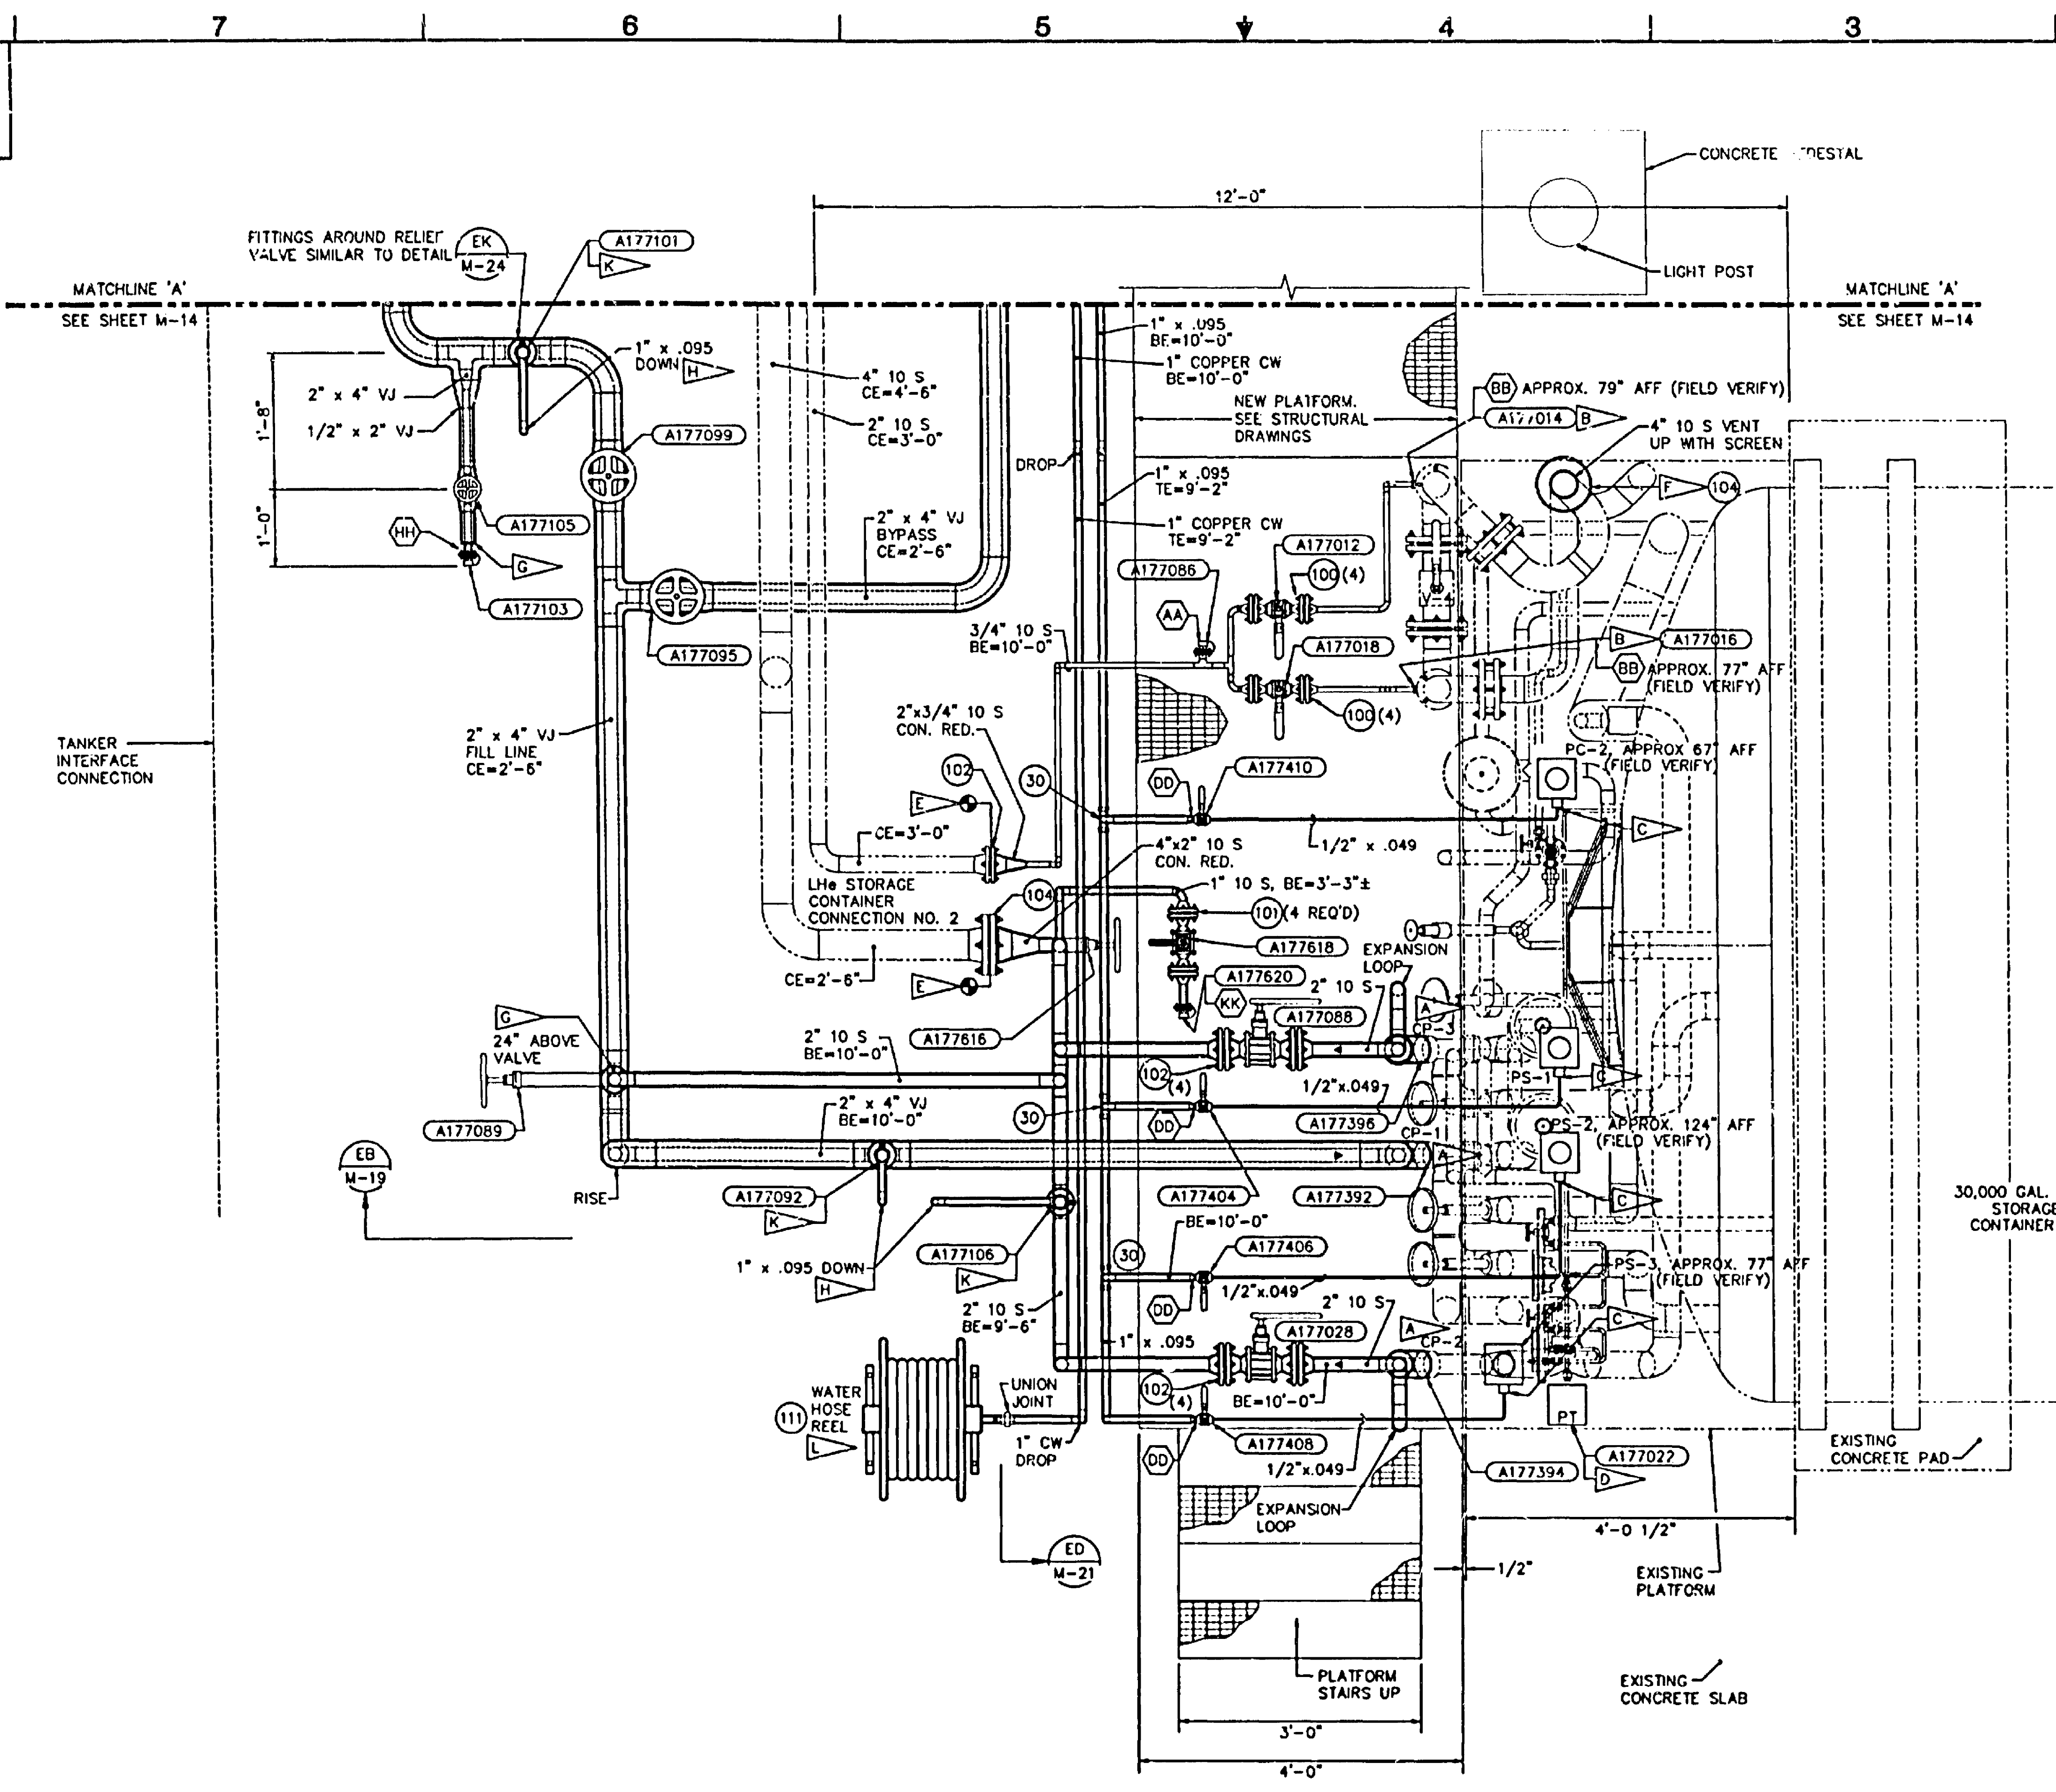 7
6
5
4
3
CONCRETE
12'-0"
LIGHT POST
FITTINGS AROUND RELIEF
VALVE SIMILAR TO DETAIL
EK
M-24
A177101
K
MATCHLINE 'A'
SEE SHEET M-14
MATCHLINE 'A'
SEE SHEET M-14
1" x .095
DOWN
H
2" x 4" VJ
1/2" x 2" VJ
1'-8"
1'-0"
A177099
A177105
HH
G
A177103
A177095
4" 10 S
CE=4'-6"
2" 10 S
CE=3'-0"
2" x 4" VJ
BYPASS
CE=2'-6"
1" x .095
BE=10'-0"
1" COPPER CW
BE=10'-0"
DROP
1" x .095
TE=9'-2"
1" COPPER CW
TE=9'-2"
NEW PLATFORM.
SEE STRUCTURAL
DRAWINGS
BB
APPROX. 79" AFF (FIELD VERIFY)
A177014
B
4" 10 S VENT
UP WITH SCREEN
F
104
A177012
A177086
100 (4)
AA
V-4
3/4" 10 S
BE=10'-0"
A177018
B
A177016
BB
APPROX. 77" AFF
(FIELD VERIFY)
100 (4)
TANKER
INTERFACE
CONNECTION
2" x 4" VJ
FILL LINE
CE=2'-6"
2"x3/4" 10 S
CON. RED.
102
E
30
DD
A177410
PC-2, APPROX 67" AFF
(FIELD VERIFY)
C
CE=3'-0"
4"x2" 10 S
CON. RED.
1/2" x .049
LHe STORAGE
CONTAINER
CONNECTION NO. 2
104
1" 10 S, BE=3'-3"±
101 (4 REQ'D)
A177618
EXPANSION
LOOP
CE=2'-6"
E
A177620
KK
2" 10 S
A177088
A
CP-3
G
24" ABOVE
VALVE
2" 10 S
BE=10'-0"
A177616
102
(4)
1/2"x.049
PS-1
C
A177089
2" x 4" VJ
BE=10'-0"
30
DD
A177396
CP-1
PS-2, APPROX. 124" AFF
(FIELD VERIFY)
A
EB
M-19
RISE
A177092
K
A177404
A177392
C
30,000 GAL.
STORAGE
CONTAINER
BE=10'-0"
A177106
K
30
A177406
1" x .095 DOWN
H
PS-3, APPROX. 77" AFF
(FIELD VERIFY)
2" 10 S
BE=9'-6"
DD
1/2"x.049
2" 10 S
A177028
A
CP-2
C
1" x .095
WATER
HOSE
REEL
111
L
UNION
JOINT
102
(4)
BE=10'-0"
PT
1" CW
DROP
DD
A177408
1/2"x.049
A177394
A177022
D
EXISTING
CONCRETE PAD
EXPANSION
LOOP
4'-0 1/2"
ED
M-21
1/2"
EXISTING
PLATFORM
PLATFORM
STAIRS UP
EXISTING
CONCRETE SLAB
3'-0"
4'-0"